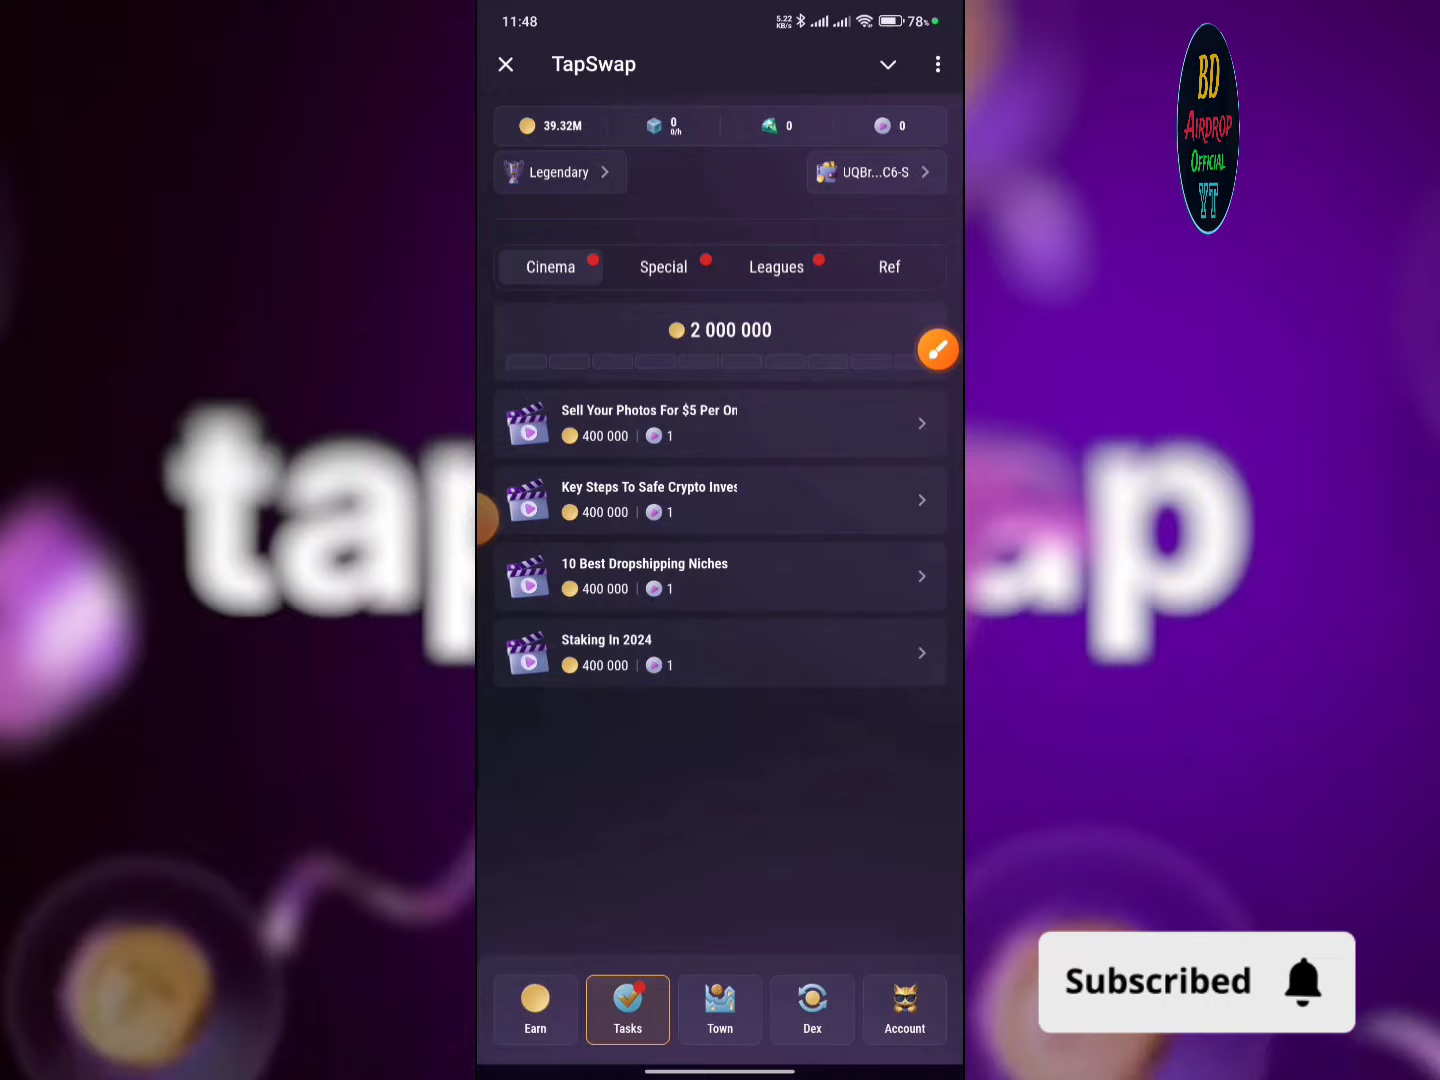 11:48
5.22
KB/s
78%
TapSwap
39.32M
0
0/h
0
0
Legendary
UQBr...C6-S
Cinema
Special
Leagues
Ref
2 000 000
Sell Your Photos For $5 Per On
400 000 | 1
Key Steps To Safe Crypto Inves
400 000 | 1
10 Best Dropshipping Niches
400 000 | 1
Staking In 2024
400 000 | 1
Earn
Tasks
Town
Dex
Account
tap
ap
BD
AIRDROP
OFFICIAL
YT
Subscribed